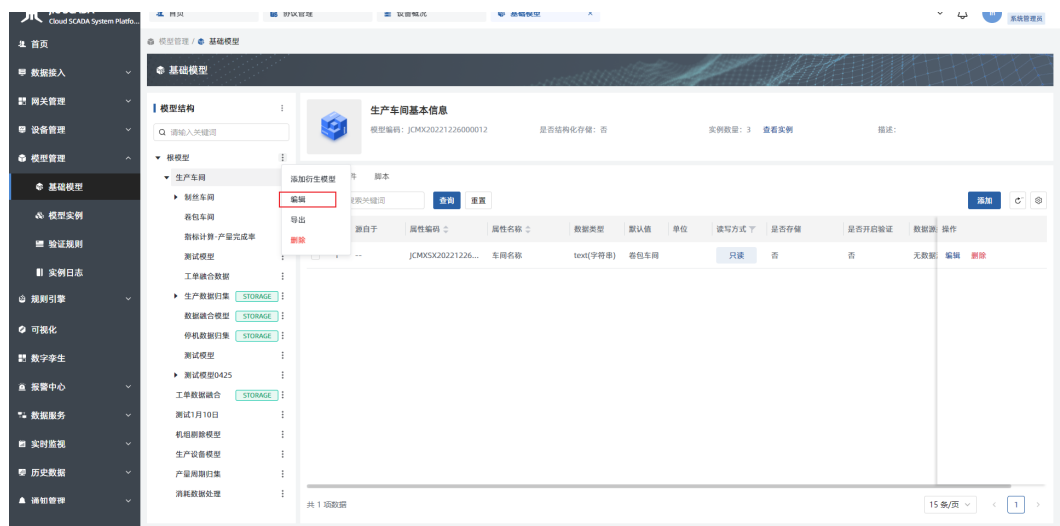 Cloud SCADA System Platfo...
首页
协议管理
设备概况
基础模型
×
系统管理员
首页
数据接入
网关管理
设备管理
模型管理
基础模型
模型实例
验证规则
实例日志
规则引擎
可视化
数字孪生
报警中心
数据服务
实时监视
历史数据
通知管理
模型管理 / 基础模型
基础模型
模型结构
请输入关键词
根模型
生产车间
制丝车间
卷包车间
指标计算-产量完成率
测试模型
工单融合数据
生产数据归集 STORAGE
数据融合模型 STORAGE
停机数据归集 STORAGE
测试模型
测试模型0425
工单数据融合 STORAGE
测试1月10日
机组剔除模型
生产设备模型
产量周期归集
消耗数据处理
添加衍生模型
编辑
导出
删除
生产车间基本信息
模型编码：JCMX20221226000012 是否结构化存储：否 实例数量：3 查看实例 描述：
件 脚本
搜索关键词 查询 重置 添加
源自于 属性编码 属性名称 数据类型 默认值 单位 读写方式 是否存储 是否开启验证 数据源 操作
1 -- JCMXSX20221226... 车间名称 text(字符串) 卷包车间 只读 否 否 无数据 编辑 删除
共 1 项数据 15 条/页 < 1 >